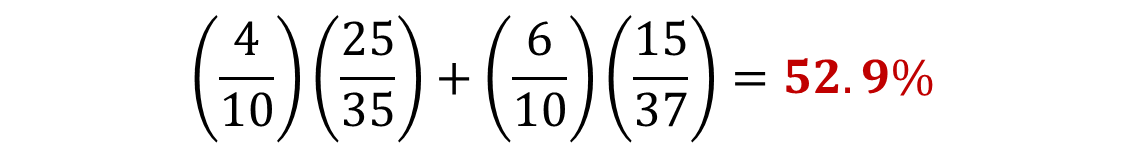 (4/10)(25/35) + (6/10)(15/37) = 52.9%